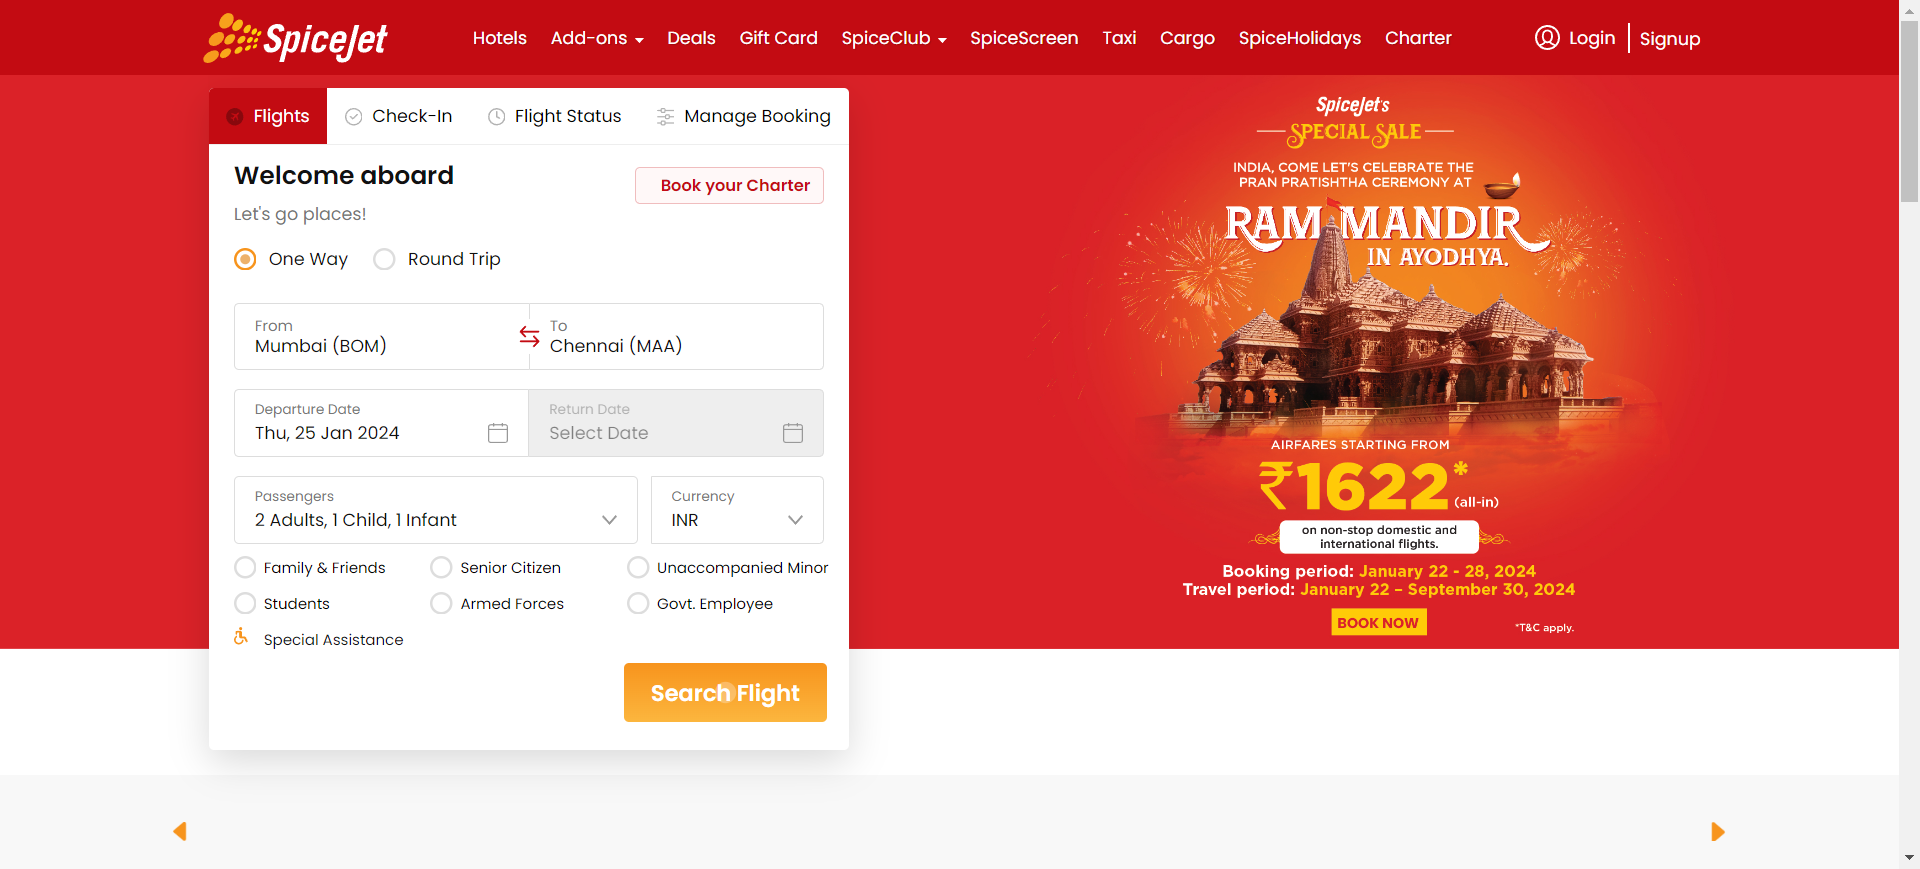 SpiceJet
Hotels Add-ons Deals Gift Card SpiceClub SpiceScreen Taxi Cargo SpiceHolidays Charter Login Signup
Flights Check-In Flight Status Manage Booking
Welcome aboard
Book your Charter
Let's go places!
One Way Round Trip
From
Mumbai (BOM)
To
Chennai (MAA)
Departure Date
Thu, 25 Jan 2024
Return Date
Select Date
Passengers
2 Adults, 1 Child, 1 Infant
Currency
INR
Family & Friends Senior Citizen Unaccompanied Minor
Students Armed Forces Govt. Employee
Special Assistance
Search Flight
SpiceJet's
SPECIAL SALE
INDIA, COME LET'S CELEBRATE THE
PRAN PRATISHTHA CEREMONY AT
RAM MANDIR
IN AYODHYA.
AIRFARES STARTING FROM
₹1622*
(all-in)
on non-stop domestic and
international flights.
Booking period: January 22 - 28, 2024
Travel period: January 22 – September 30, 2024
BOOK NOW
*T&C apply.